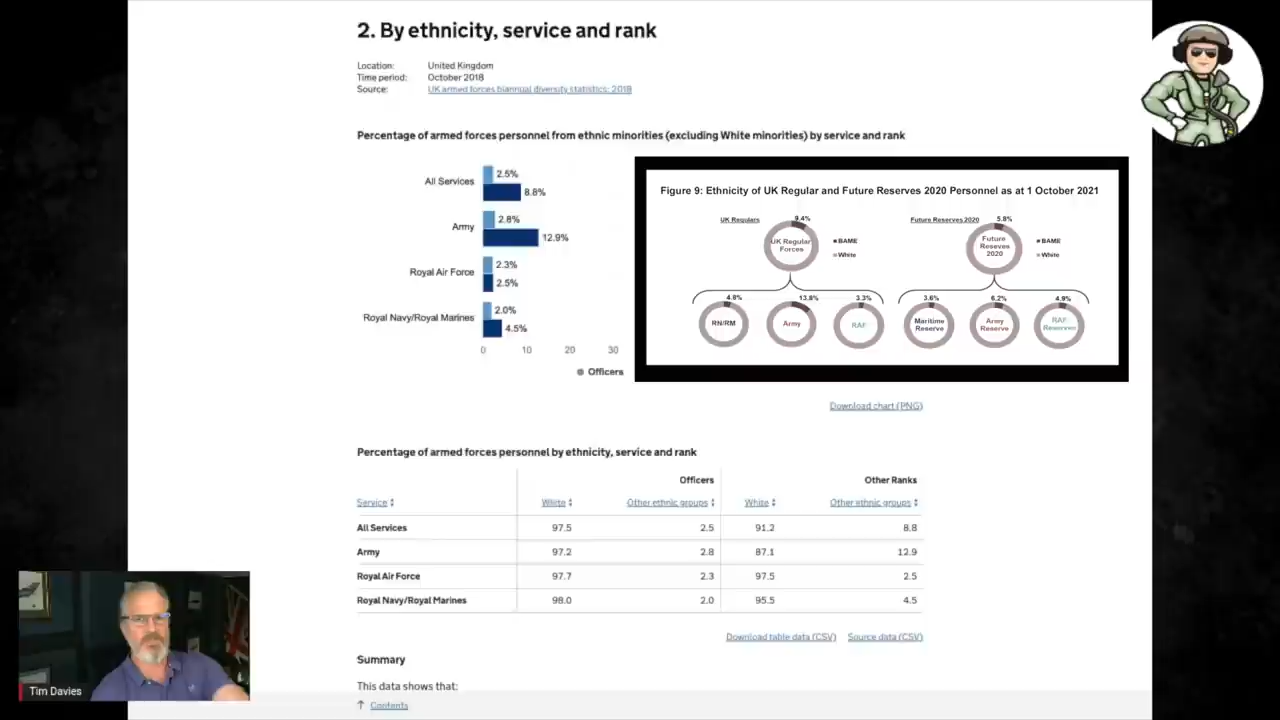 2. By ethnicity, service and rank
Location: United Kingdom
Time period: October 2018
Source: UK armed forces biannual diversity statistics: 2018
Percentage of armed forces personnel from ethnic minorities (excluding White minorities) by service and rank
All Services
2.5%
8.8%
Army
2.8%
12.9%
Royal Air Force
2.3%
2.5%
Royal Navy/Royal Marines
2.0%
4.5%
0 10 20 30
Officers
Figure 9: Ethnicity of UK Regular and Future Reserves 2020 Personnel as at 1 October 2021
UK Regulars
9.4%
UK Regular
Forces
BAME
White
4.8%
RN/RM
13.8%
Army
3.3%
RAF
Future Reserves 2020
5.8%
Future
Reseves
2020
BAME
White
3.6%
Maritime
Reserve
6.2%
Army
Reserve
4.9%
RAF
Reserves
Download chart (PNG)
Percentage of armed forces personnel by ethnicity, service and rank
Officers Other Ranks
Service White Other ethnic groups White Other ethnic groups
All Services 97.5 2.5 91.2 8.8
Army 97.2 2.8 87.1 12.9
Royal Air Force 97.7 2.3 97.5 2.5
Royal Navy/Royal Marines 98.0 2.0 95.5 4.5
Download table data (CSV) Source data (CSV)
Summary
This data shows that:
↑ Contents
Tim Davies